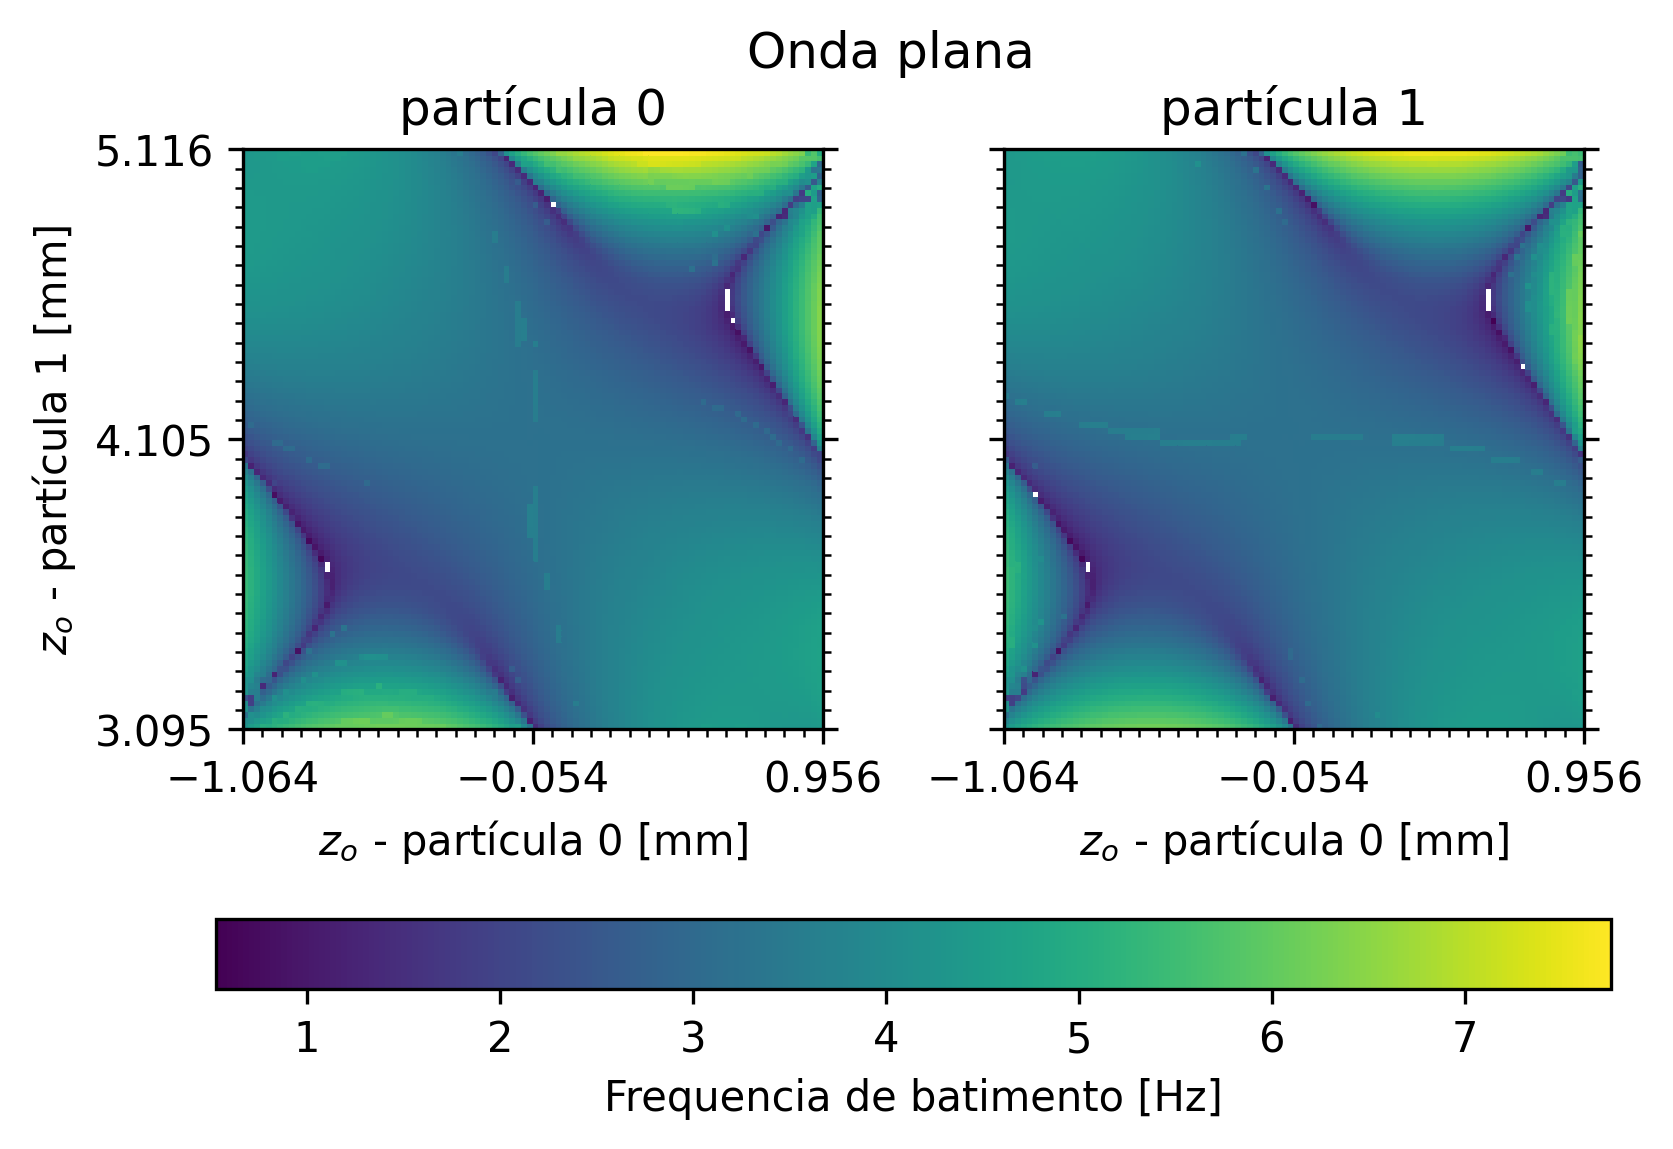 Onda plana
partícula 0
partícula 1
5.116
4.105
3.095
z_o - partícula 1 [mm]
−1.064 −0.054 0.956
−1.064 −0.054 0.956
z_o - partícula 0 [mm]
z_o - partícula 0 [mm]
1 2 3 4 5 6 7
Frequencia de batimento [Hz]